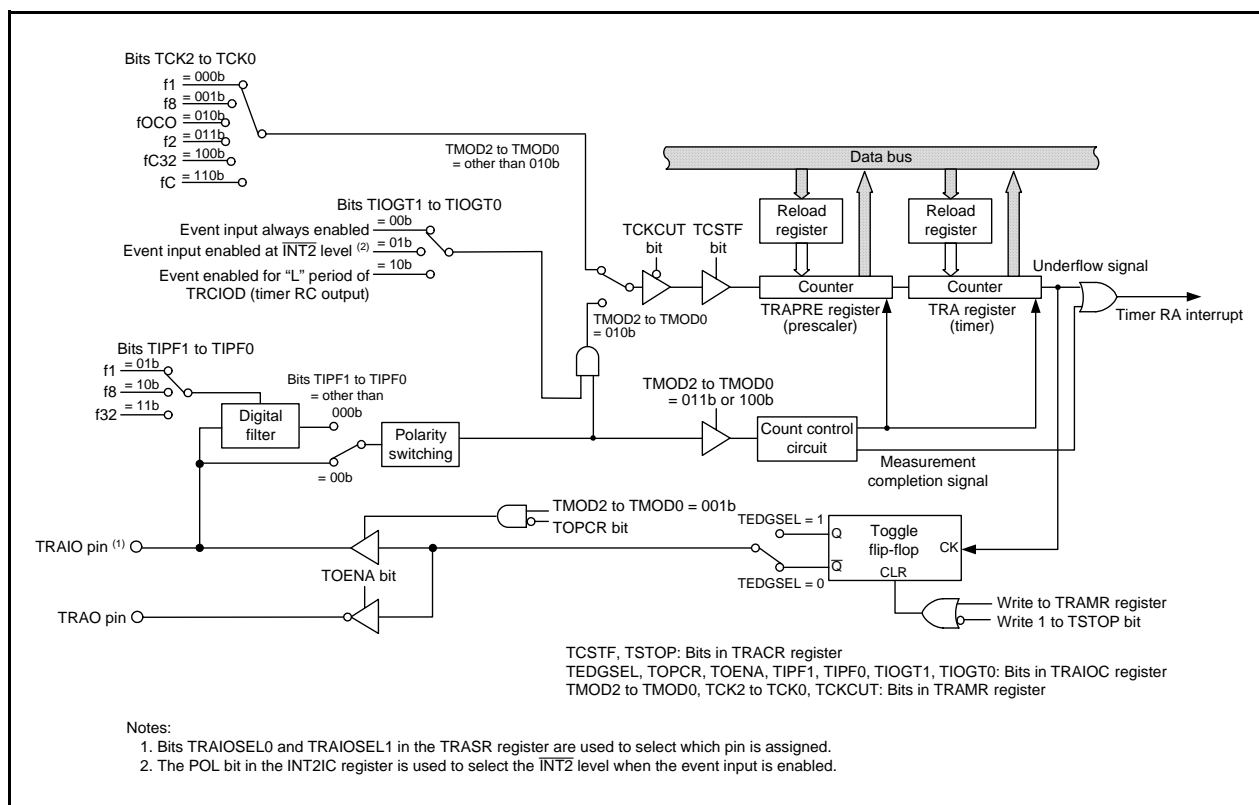 Bits TCK2 to TCK0
= 000b
f1
= 001b
f8
= 010b
fOCO
= 011b
f2
= 100b
fC32
= 110b
fC
TMOD2 to TMOD0
= other than 010b
Data bus
Reload
register
Reload
register
Bits TIOGT1 to TIOGT0
= 00b
Event input always enabled
= 01b
Event input enabled at INT2 level (2)
= 10b
Event enabled for “L” period of
TRCIOD (timer RC output)
TCKCUT
bit
TCSTF
bit
Counter
TRAPRE register
(prescaler)
Counter
TRA register
(timer)
Underflow signal
Timer RA interrupt
TMOD2 to TMOD0
= 010b
Bits TIPF1 to TIPF0
= 01b
f1
= 10b
f8
= 11b
f32
Digital
filter
Bits TIPF1 to TIPF0
= other than
000b
= 00b
Polarity
switching
TMOD2 to TMOD0
= 011b or 100b
Count control
circuit
Measurement
completion signal
TMOD2 to TMOD0 = 001b
TOPCR bit
TRAIO pin (1)
TOENA bit
TRAO pin
TEDGSEL = 1
TEDGSEL = 0
Q
Toggle
flip-flop
CK
Q
CLR
Write to TRAMR register
Write 1 to TSTOP bit
TCSTF, TSTOP: Bits in TRACR register
TEDGSEL, TOPCR, TOENA, TIPF1, TIPF0, TIOGT1, TIOGT0: Bits in TRAIOC register
TMOD2 to TMOD0, TCK2 to TCK0, TCKCUT: Bits in TRAMR register
Notes:
1. Bits TRAIOSEL0 and TRAIOSEL1 in the TRASR register are used to select which pin is assigned.
2. The POL bit in the INT2IC register is used to select the INT2 level when the event input is enabled.